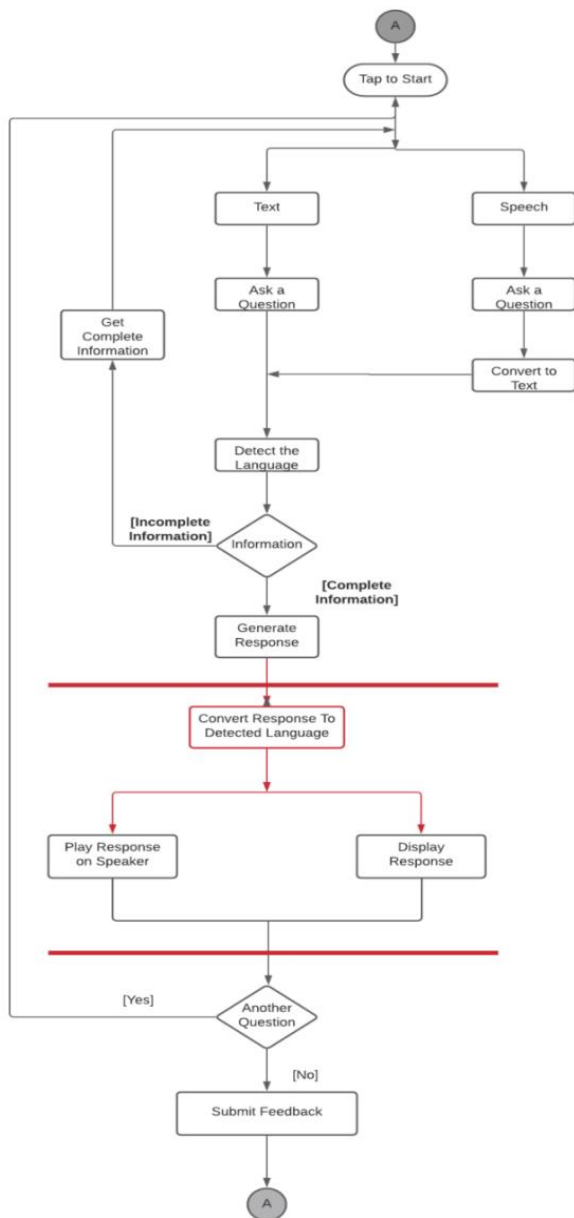 A
Tap to Start
Text
Speech
Ask a
Question
Ask a
Question
Get
Complete
Information
Convert to
Text
Detect the
Language
[Incomplete
Information]
Information
[Complete
Information]
Generate
Response
Convert Response To
Detected Language
Play Response
on Speaker
Display
Response
[Yes]
Another
Question
[No]
Submit Feedback
A